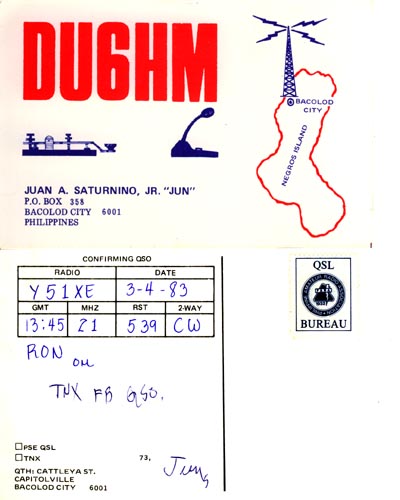 DU6HM
BACOLOD
CITY
NEGROS ISLAND
JUAN A. SATURNINO, JR. "JUN"
P.O. BOX 358
BACOLOD CITY 6001
PHILIPPINES
CONFIRMING QSO
RADIO DATE
Y51XE 3-4-83
GMT MHZ RST 2-WAY
13:45 21 539 CW
RON OM
TNX FB QSO.
PSE QSL
TNX 73,
Jun
QTH: CATTLEYA ST.
CAPITOLVILLE
BACOLOD CITY 6001
QSL
BUREAU